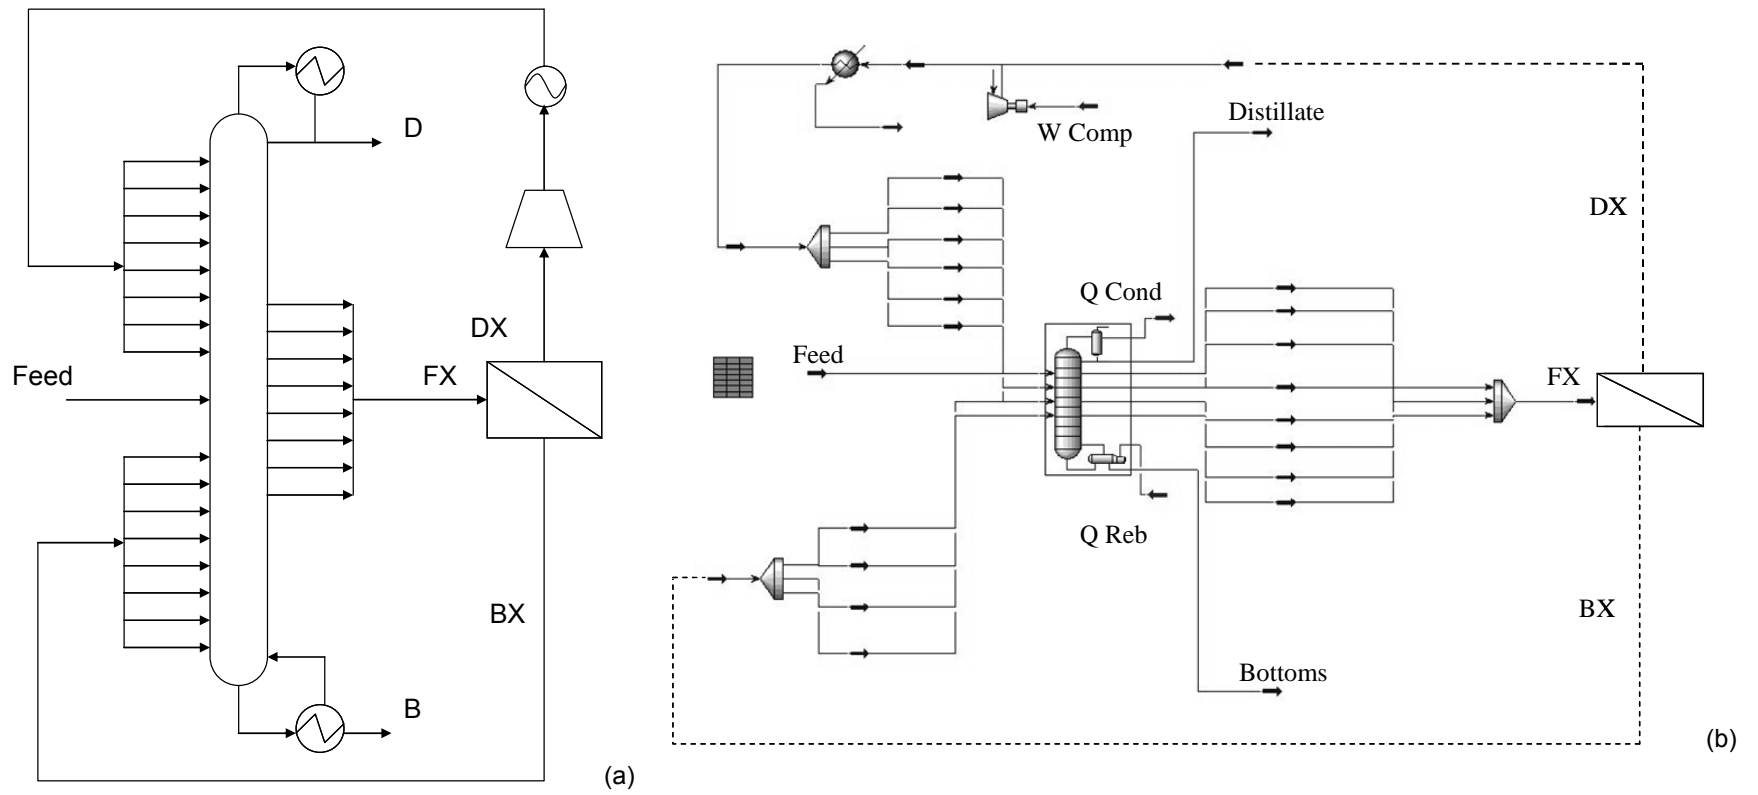 D
DX
Feed
FX
BX
B
(a)
W Comp
Distillate
DX
Q Cond
Feed
FX
Q Reb
BX
Bottoms
(b)